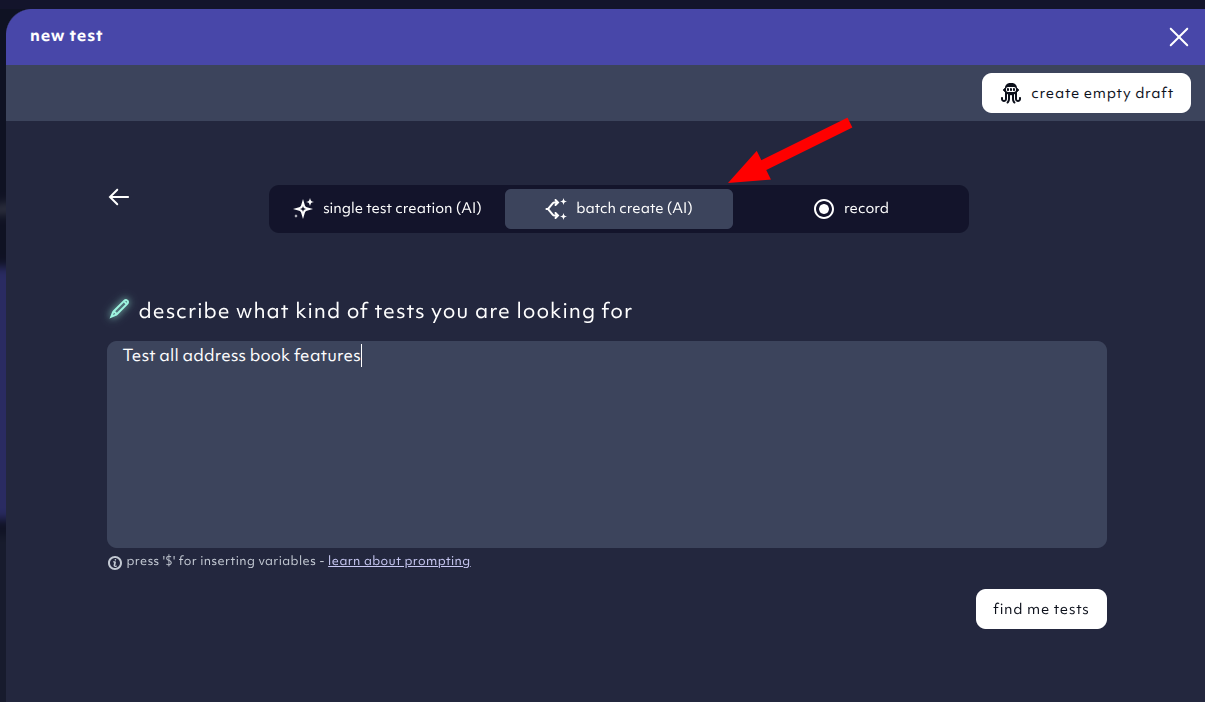 new test
create empty draft
single test creation (AI)
batch create (AI)
record
describe what kind of tests you are looking for
Test all address book features
press '$' for inserting variables - learn about prompting
find me tests